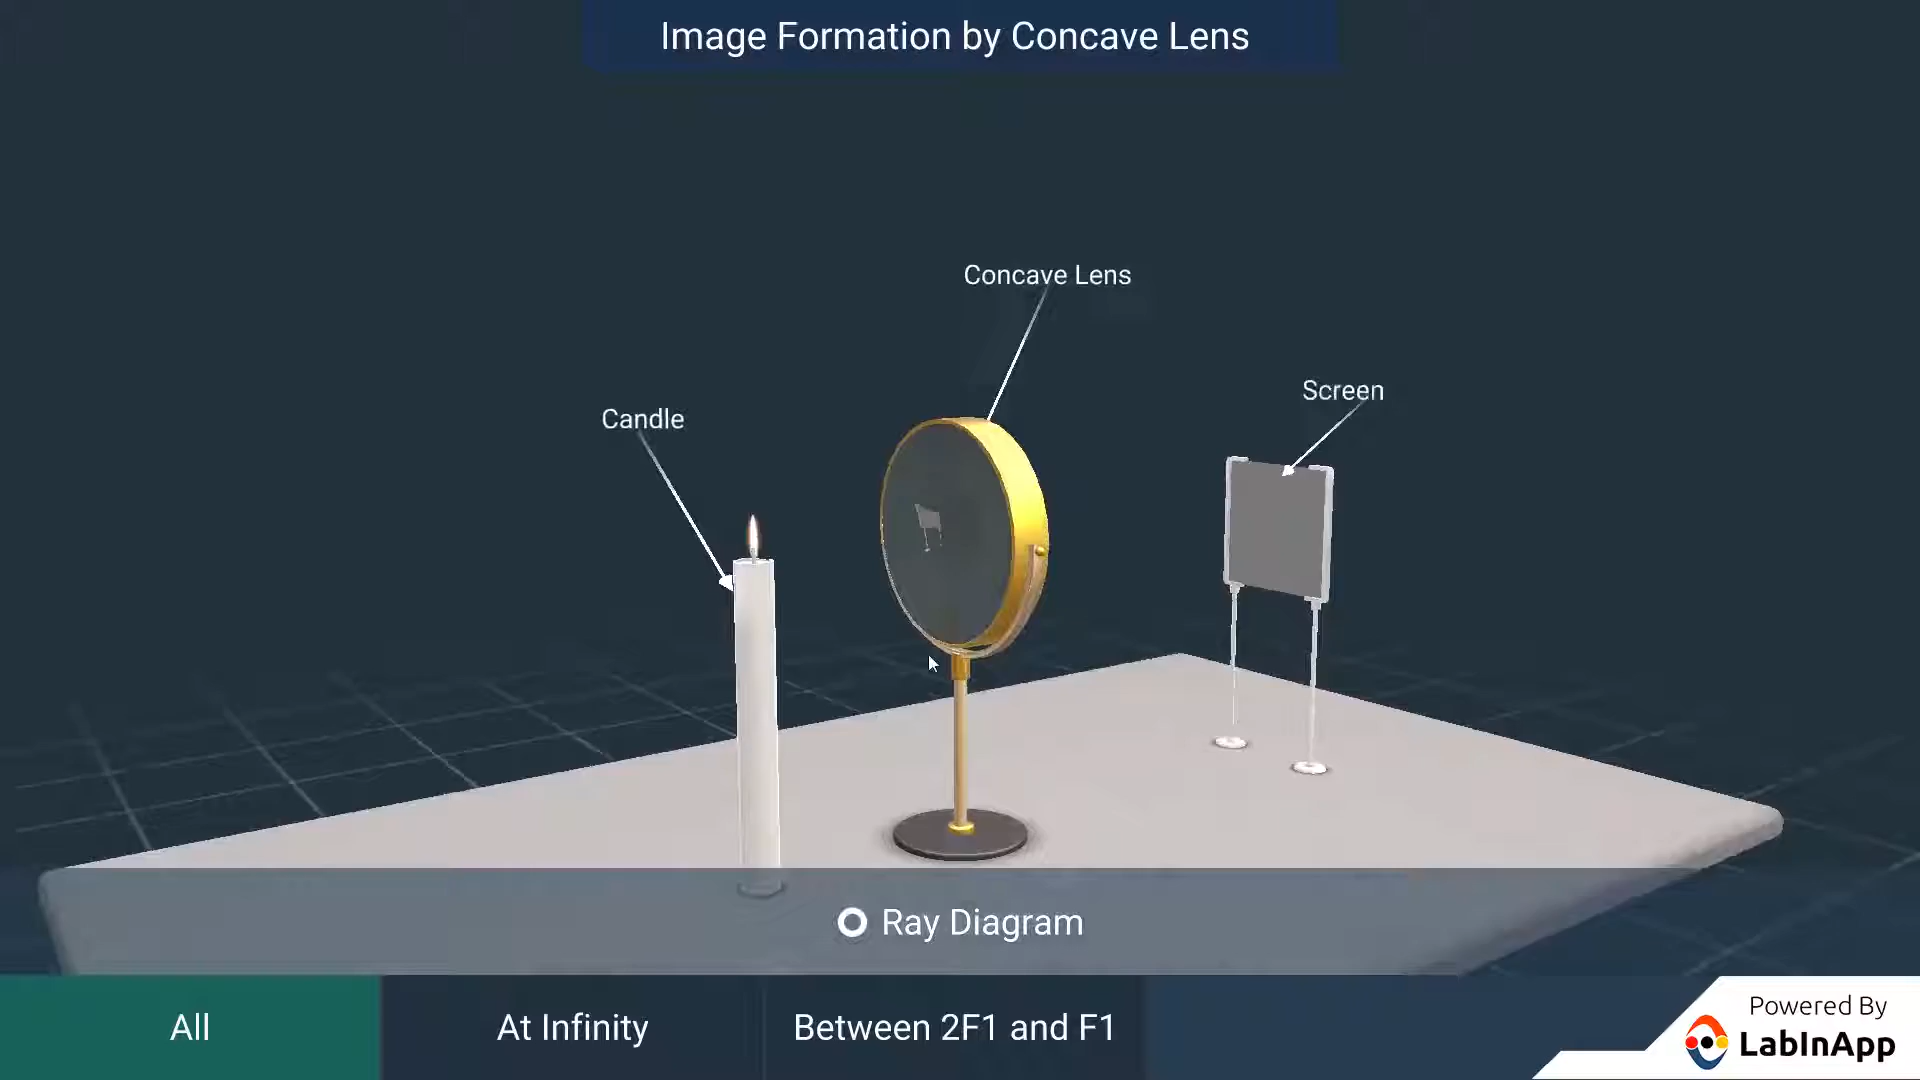 Image Formation by Concave Lens
Concave Lens
Screen
Candle
Ray Diagram
All
At Infinity
Between 2F1 and F1
Powered By
LabInApp